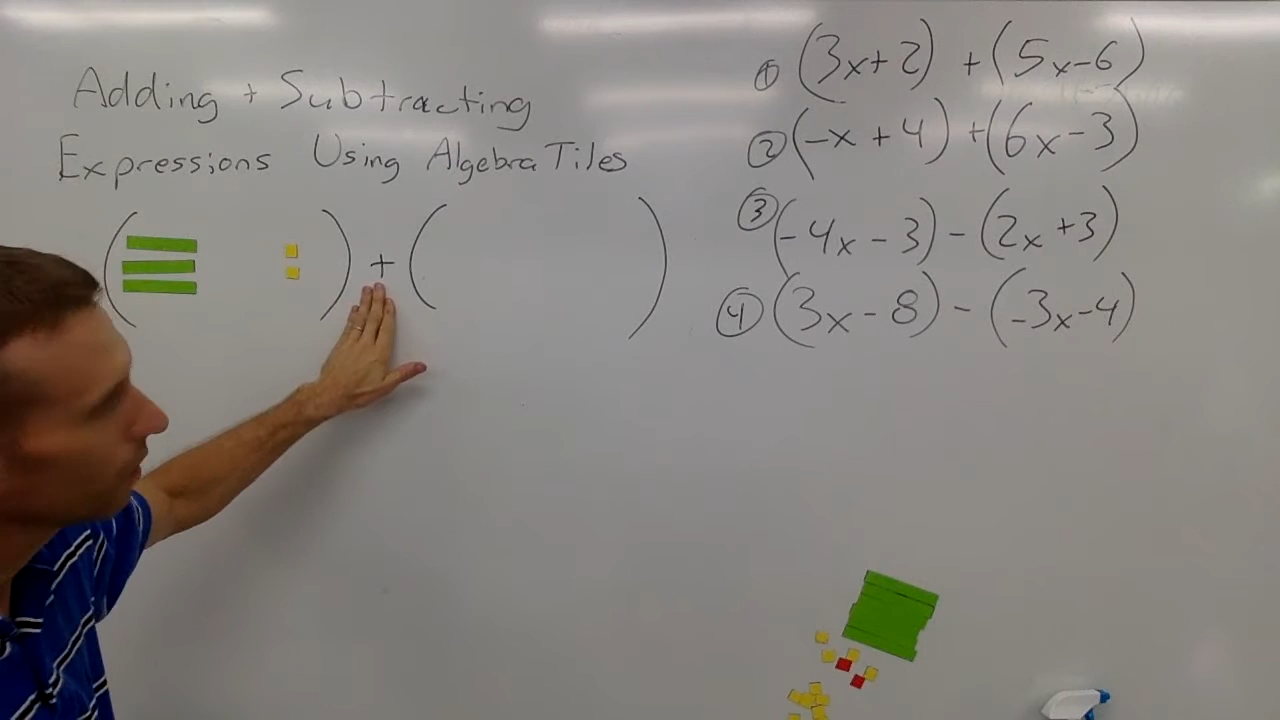 Adding + Subtracting
Expressions Using Algebra Tiles
( ) + ( )
① (3x+2) + (5x-6)
② (-x + 4) + (6x-3)
③ (-4x-3) - (2x+3)
④ (3x-8) - (-3x-4)